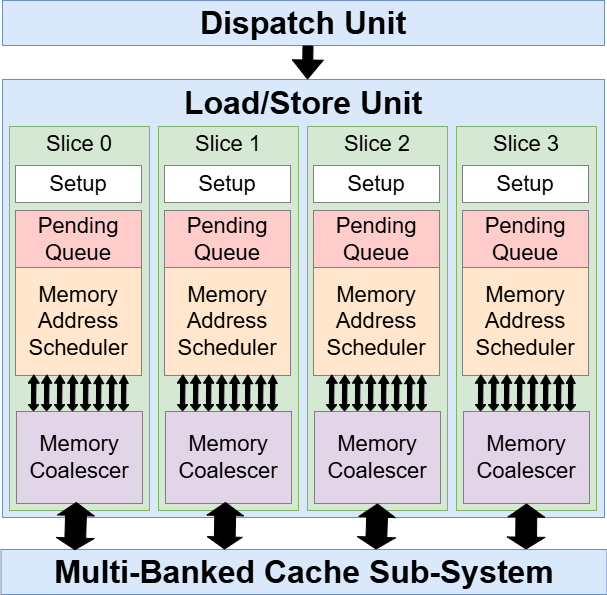 Dispatch Unit
Load/Store Unit
Slice 0
Setup
Pending
Queue
Memory
Address
Scheduler
Memory
Coalescer
Slice 1
Setup
Pending
Queue
Memory
Address
Scheduler
Memory
Coalescer
Slice 2
Setup
Pending
Queue
Memory
Address
Scheduler
Memory
Coalescer
Slice 3
Setup
Pending
Queue
Memory
Address
Scheduler
Memory
Coalescer
Multi-Banked Cache Sub-System